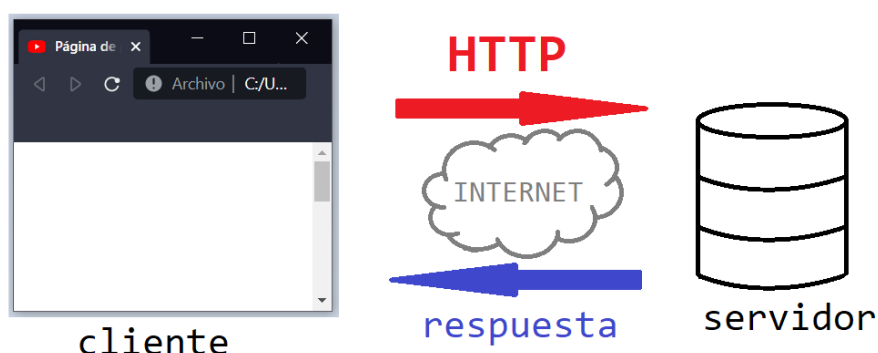 Página de
Archivo | C:/U...
HTTP
INTERNET
respuesta
cliente
servidor